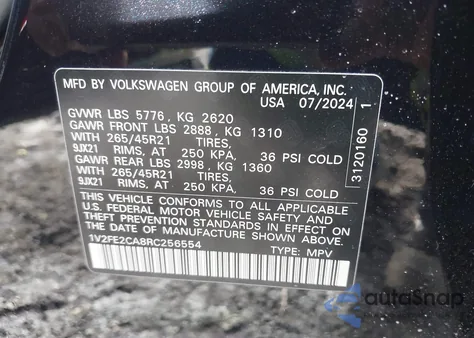 MFD BY VOLKSWAGEN GROUP OF AMERICA, INC.
USA 07/2024
GVWR LBS 5776, KG 2620
GAWR FRONT LBS 2888, KG 1310
WITH 265/45R21 TIRES,
9JX21 RIMS, AT 250 KPA, 36 PSI COLD
GAWR REAR LBS 2998, KG 1360
WITH 265/45R21 TIRES,
9JX21 RIMS, AT 250 KPA, 36 PSI COLD
THIS VEHICLE CONFORMS TO ALL APPLICABLE
U.S. FEDERAL MOTOR VEHICLE SAFETY AND
THEFT PREVENTION STANDARDS IN EFFECT ON
THE DATE OF MANUFACTURE SHOWN ABOVE.
1V2FE2CA8RC256554 TYPE: MPV
3120160 1
autoSnap